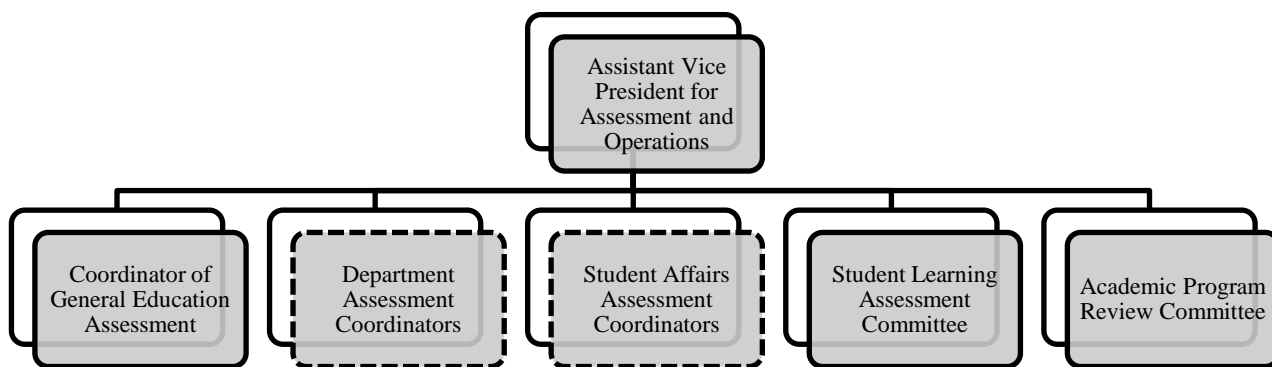 Assistant Vice
President for
Assessment and
Operations
Coordinator of
General Education
Assessment
Department
Assessment
Coordinators
Student Affairs
Assessment
Coordinators
Student Learning
Assessment
Committee
Academic Program
Review Committee